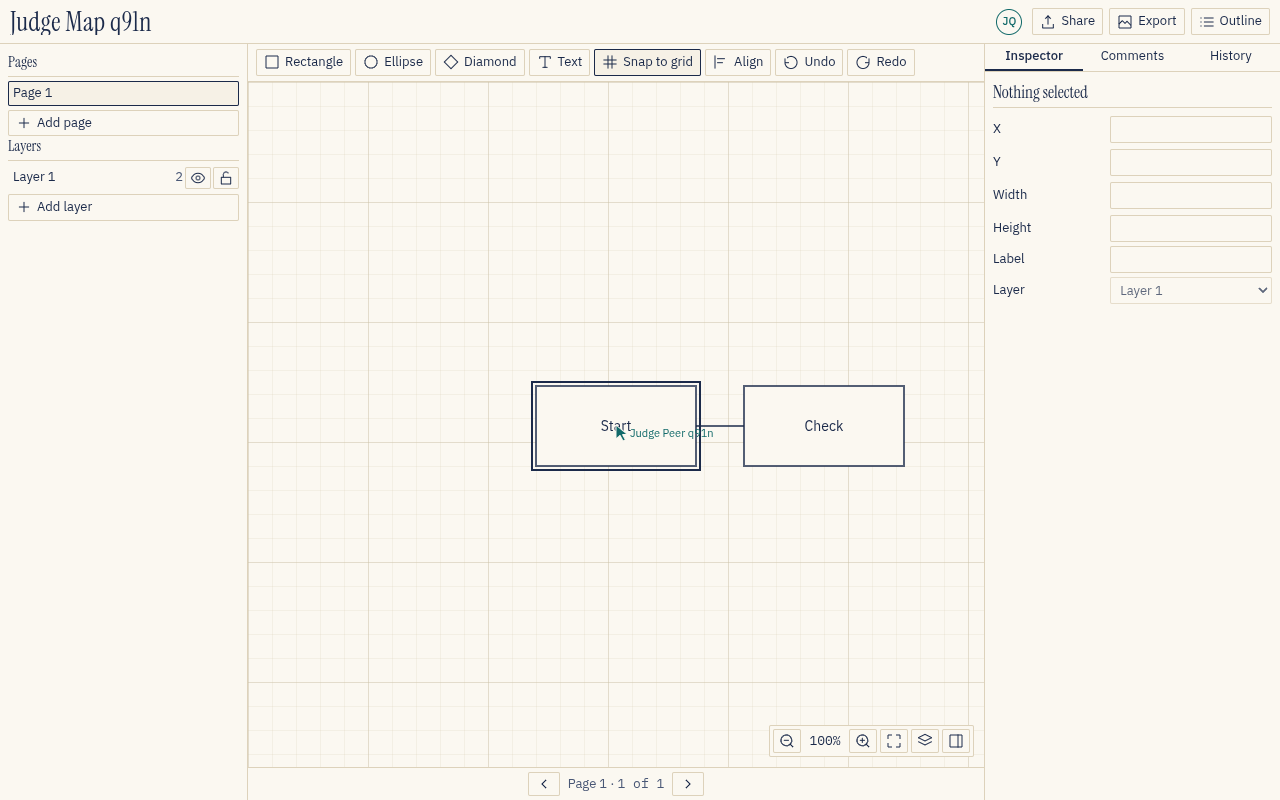 Judge Map q9ln
JQ
Share
Export
Outline
Pages
Page 1
Add page
Layers
Layer 1
2
Add layer
Rectangle
Ellipse
Diamond
Text
Snap to grid
Align
Undo
Redo
Start
Judge Peer q51n
Check
100%
Page 1 · 1 of 1
Inspector
Comments
History
Nothing selected
X
Y
Width
Height
Label
Layer
Layer 1